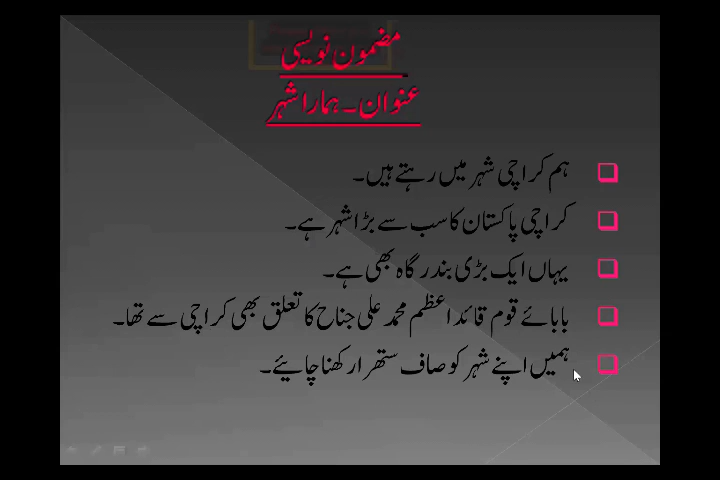 مضمون نویسی
عنوان۔ ہمارا شہر
ہم کراچی شہر میں رہتے ہیں۔
کراچی پاکستان کا سب سے بڑا شہر ہے۔
یہاں ایک بڑی بندرگاہ بھی ہے۔
بابائے قوم قائداعظم محمد علی جناح کا تعلق بھی کراچی سے تھا۔
ہمیں اپنے شہر کو صاف ستھرا رکھنا چایئے۔